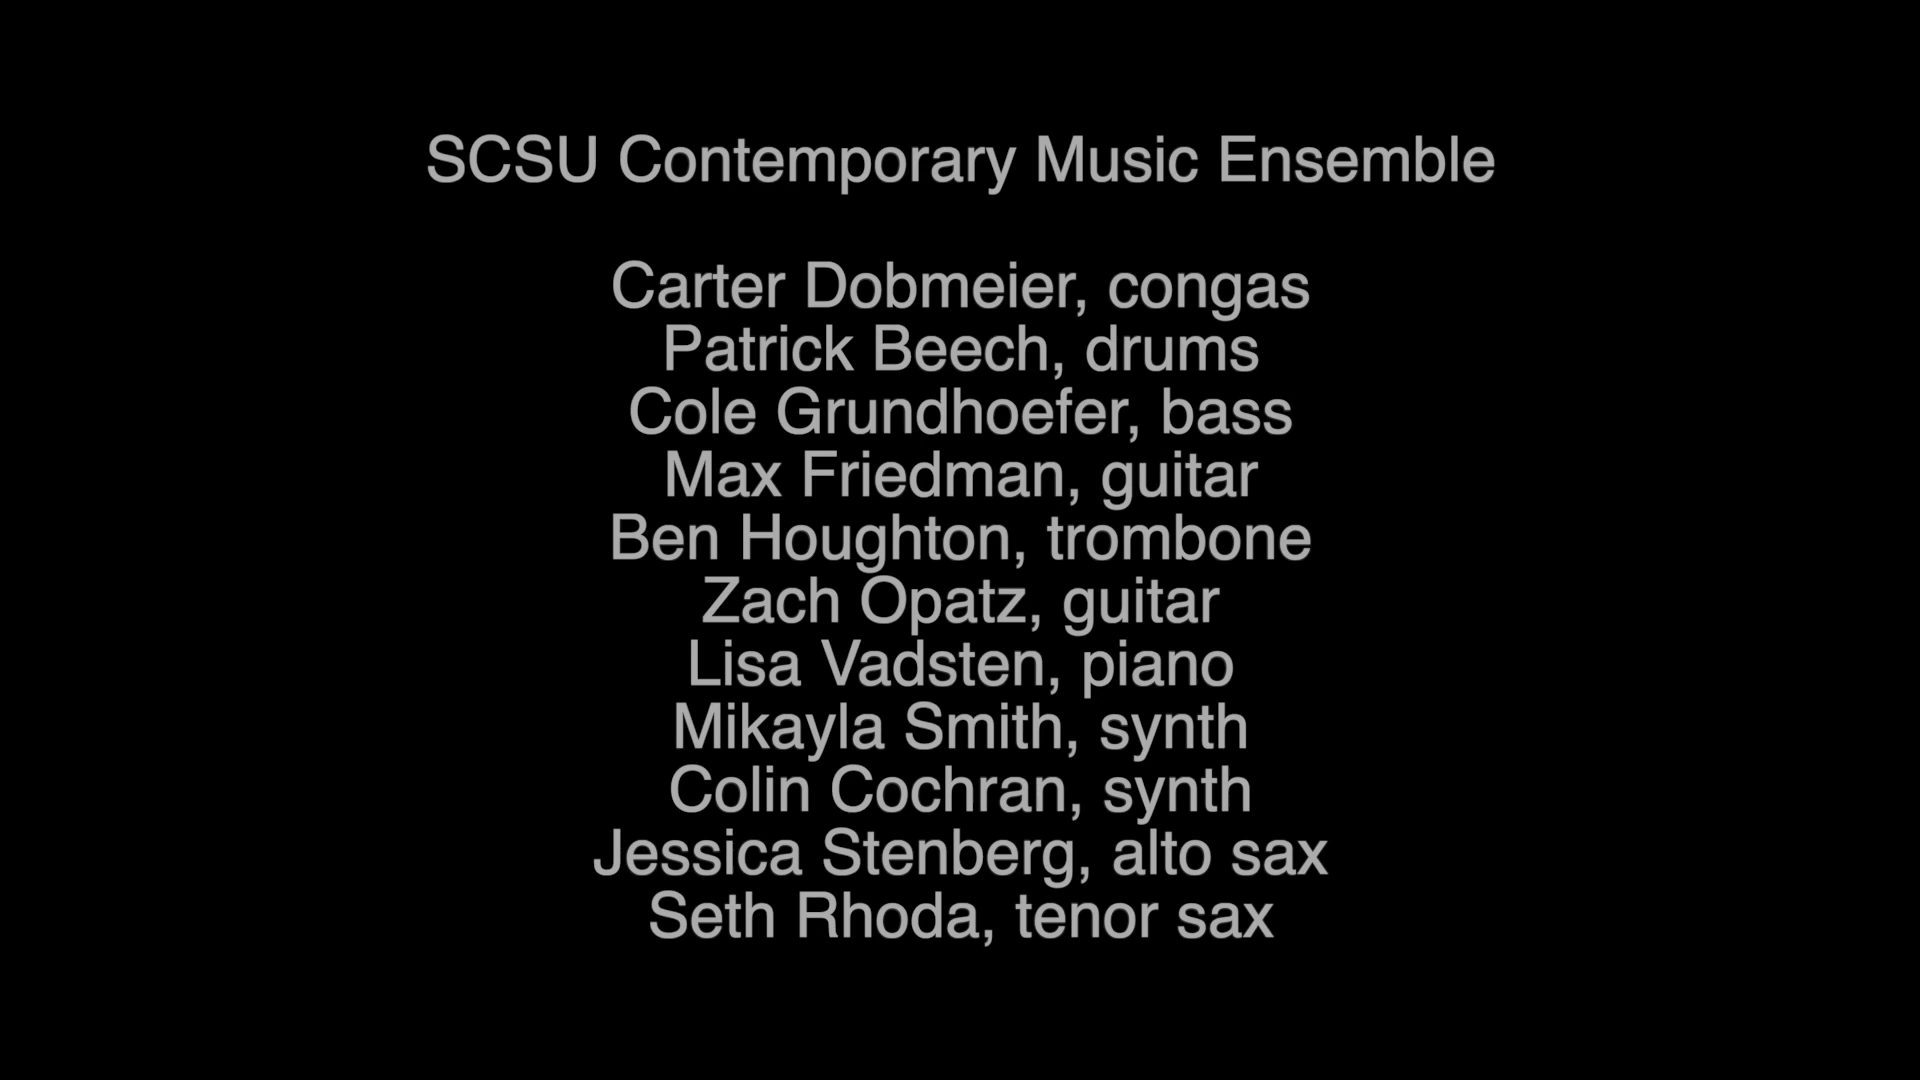 SCSU Contemporary Music Ensemble
Carter Dobmeier, congas
Patrick Beech, drums
Cole Grundhoefer, bass
Max Friedman, guitar
Ben Houghton, trombone
Zach Opatz, guitar
Lisa Vadsten, piano
Mikayla Smith, synth
Colin Cochran, synth
Jessica Stenberg, alto sax
Seth Rhoda, tenor sax